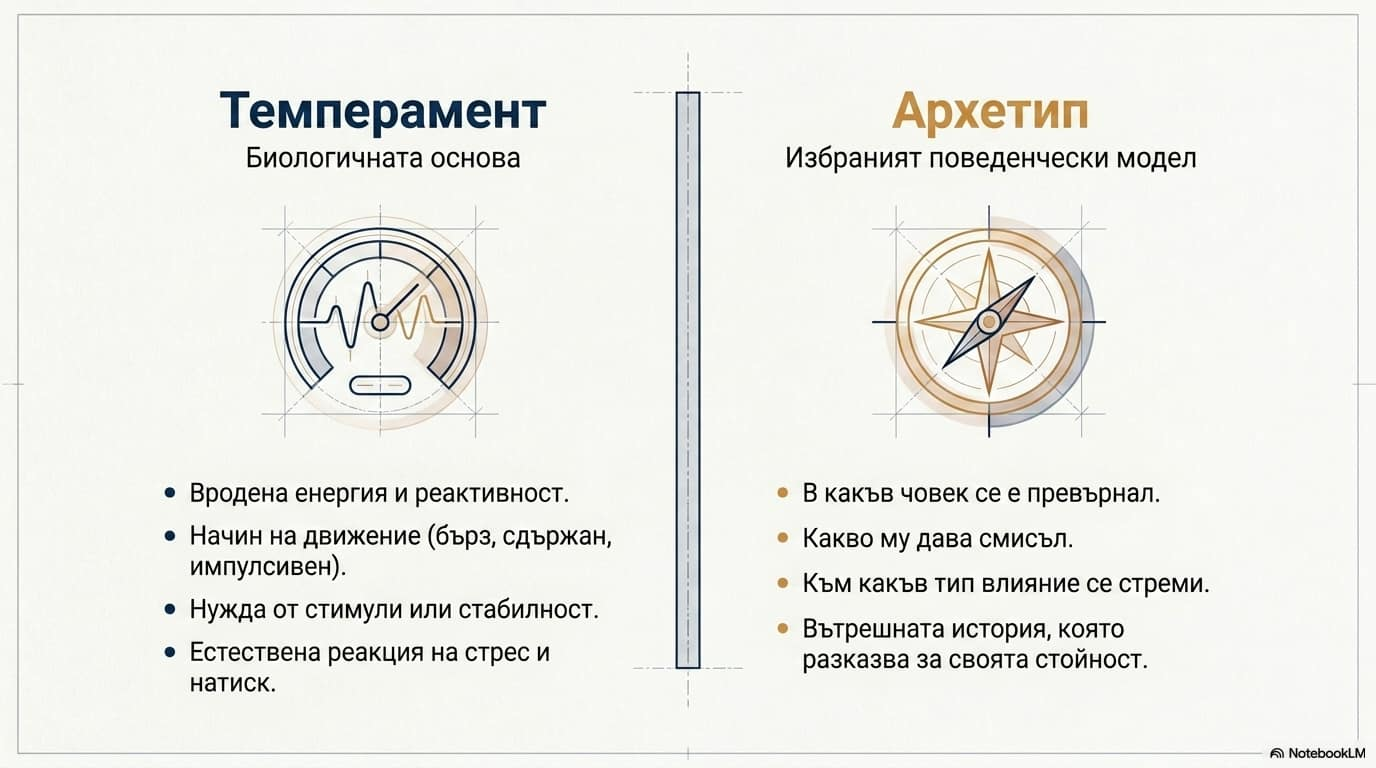 Темперамент
Биологичната основа
• Вродена енергия и реактивност.
• Начин на движение (бърз, сдържан,
импулсивен).
• Нужда от стимули или стабилност.
• Естествена реакция на стрес и
натиск.
Архетип
Избраният поведенчески модел
• В какъв човек се е превърнал.
• Какво му дава смисъл.
• Към какъв тип влияние се стреми.
• Вътрешната история, която
разказва за своята стойност.
NotebookLM